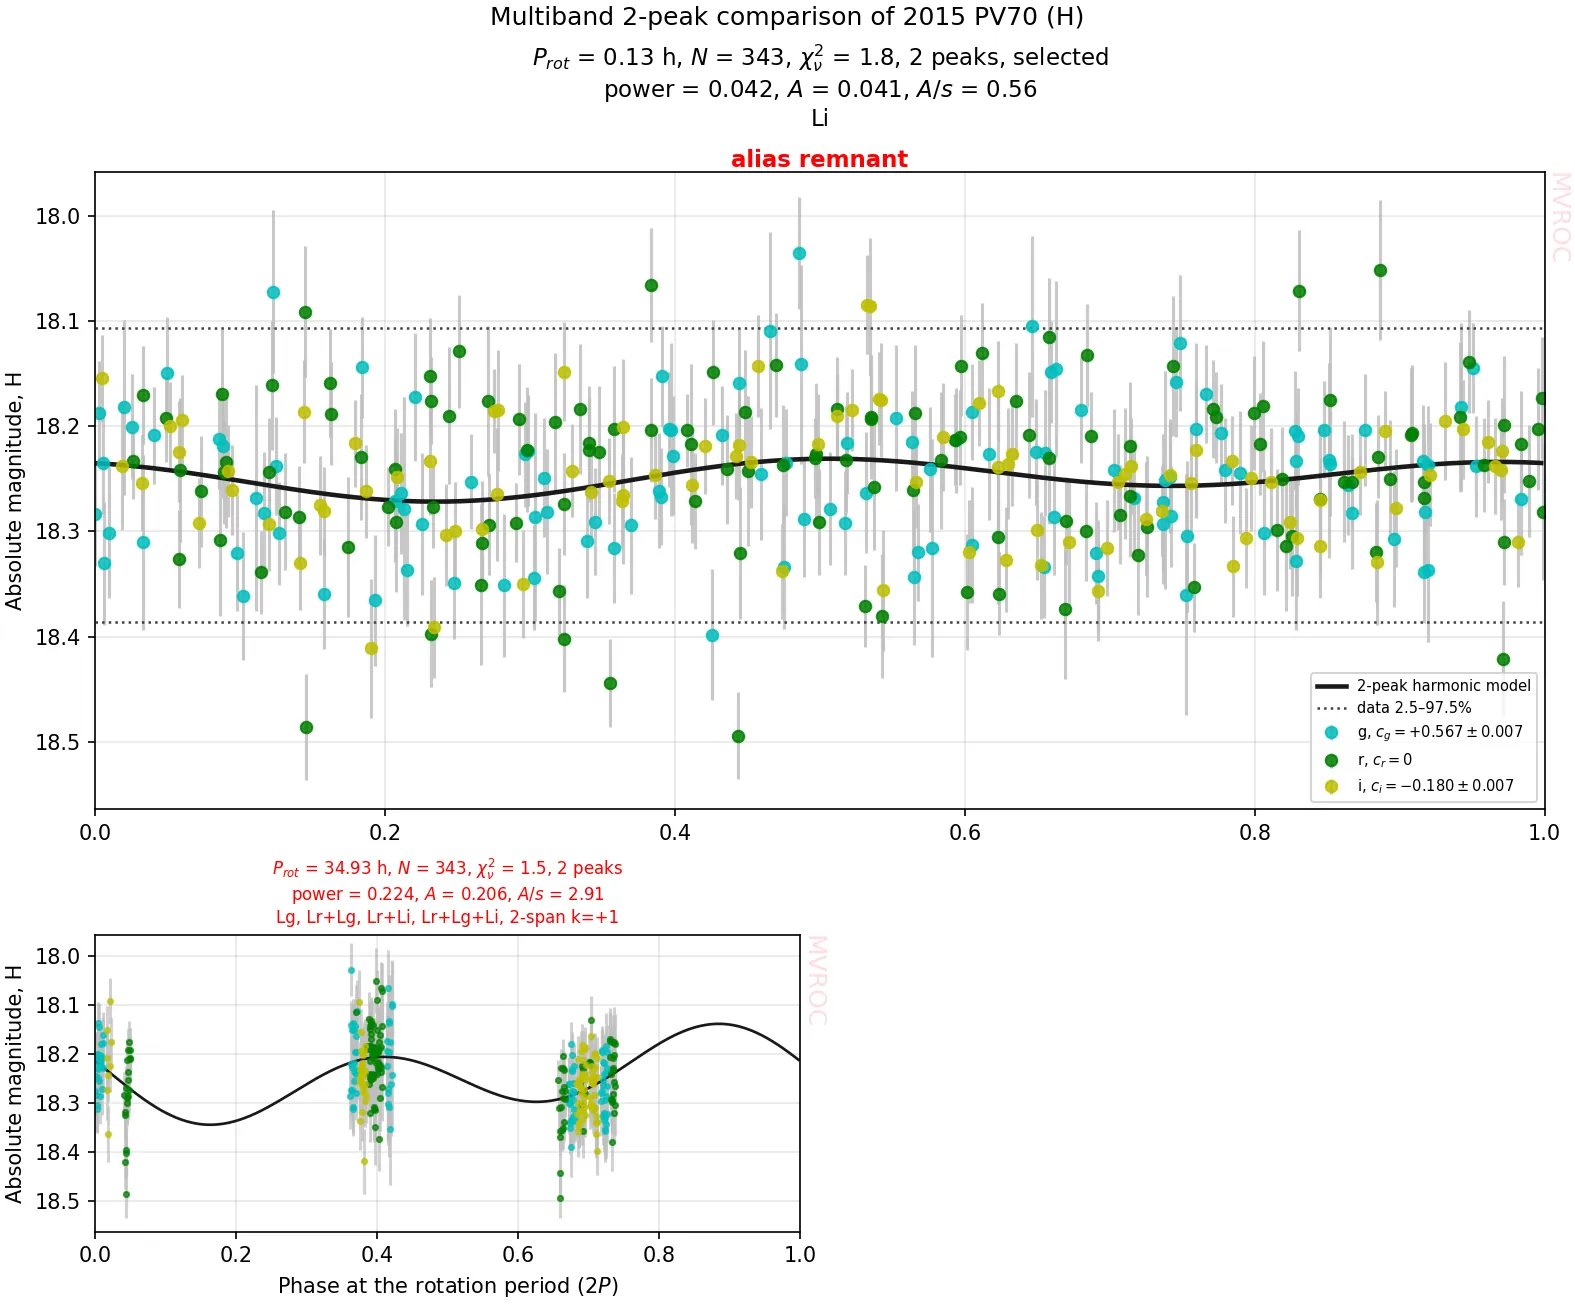 Multiband 2-peak comparison of 2015 PV70 (H)
P_rot = 0.13 h, N = 343, χ²_ν = 1.8, 2 peaks, selected
power = 0.042, A = 0.041, A/s = 0.56
Li
alias remnant
MVROC
Absolute magnitude, H
18.0
18.1
18.2
18.3
18.4
18.5
2-peak harmonic model
data 2.5–97.5%
g, c_g = +0.567 ± 0.007
r, c_r = 0
i, c_i = −0.180 ± 0.007
0.0 0.2 0.4 0.6 0.8 1.0
P_rot = 34.93 h, N = 343, χ²_ν = 1.5, 2 peaks
power = 0.224, A = 0.206, A/s = 2.91
Lg, Lr+Lg, Lr+Li, Lr+Lg+Li, 2-span k=+1
MVROC
Absolute magnitude, H
18.0
18.1
18.2
18.3
18.4
18.5
0.0 0.2 0.4 0.6 0.8 1.0
Phase at the rotation period (2P)